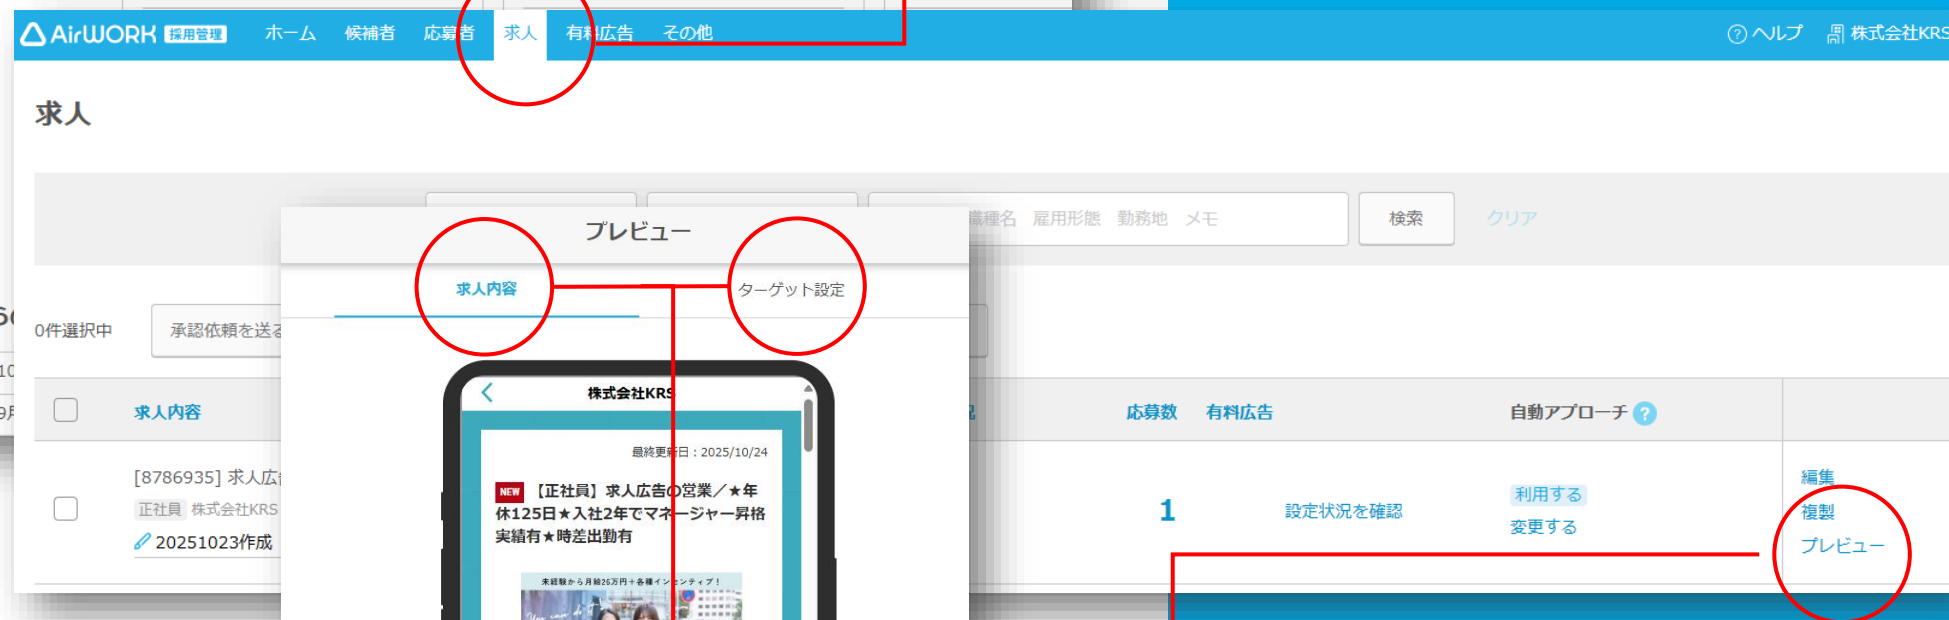 AirWORK 採用管理 ホーム 候補者 応募者 求人 有料広告 その他 ヘルプ 株式会社KRS
求人
職種名 雇用形態 勤務地 メモ 検索 クリア
プレビュー
求人内容 ターゲット設定
0件選択中 承認依頼を送る
求人内容 応募数 有料広告 自動アプローチ ?
株式会社KRS
最終更新日：2025/10/24
NEW 【正社員】求人広告の営業／★年
休125日★入社2年でマネージャー昇格
実績有★時差出勤有
未経験から月給26万円＋各種インセンティブ！
You can do it
[8786935] 求人広告
正社員 株式会社KRS
20251023作成
1 設定状況を確認
利用する
変更する
編集
複製
プレビュー